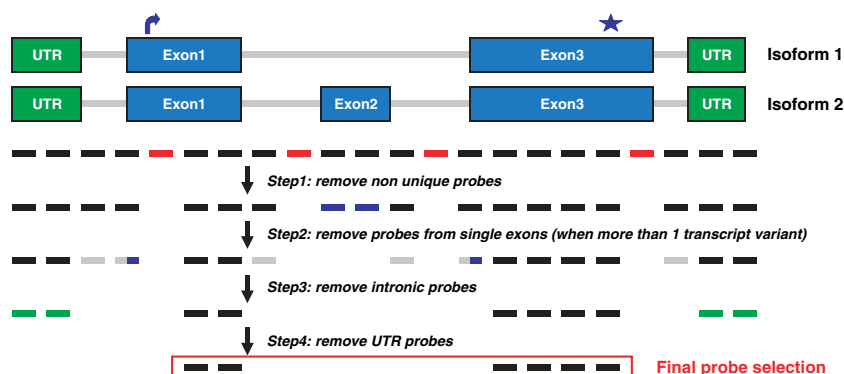 UTR Exon1 Exon3 UTR Isoform 1
UTR Exon1 Exon2 Exon3 UTR Isoform 2
Step1: remove non unique probes
Step2: remove probes from single exons (when more than 1 transcript variant)
Step3: remove intronic probes
Step4: remove UTR probes
Final probe selection